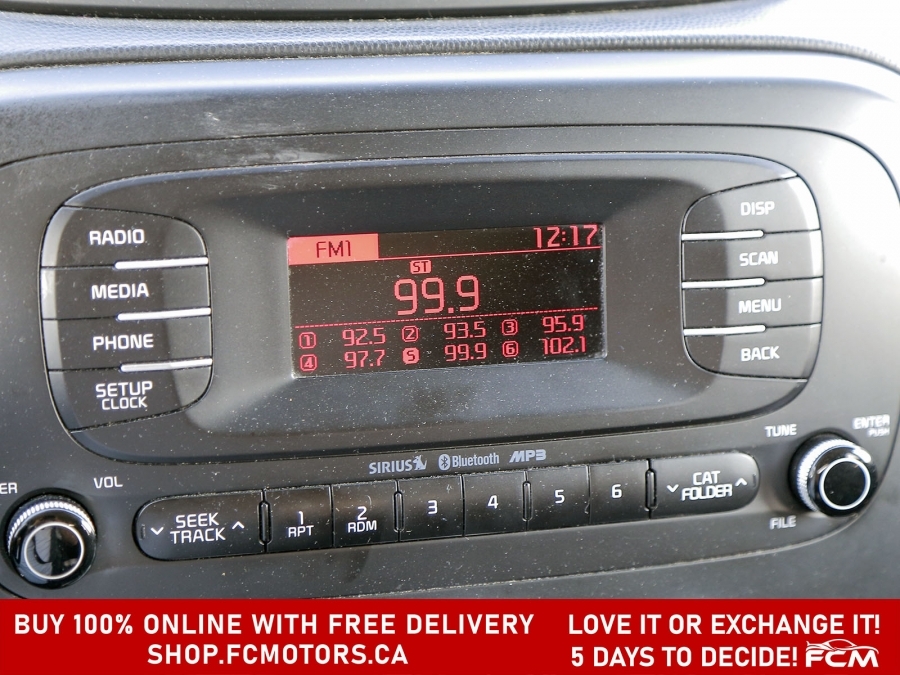 RADIO
MEDIA
PHONE
SETUP
CLOCK
FM1 12:17
ST
99.9
1 92.5 2 93.5 3 95.9
4 97.7 5 99.9 6 102.1
DISP
SCAN
MENU
BACK
SIRIUS Bluetooth MP3
VOL
SEEK
TRACK
1
RPT
2
RDM
3
4
5
6
CAT
FOLDER
TUNE
ENTER
PUSH
FILE
BUY 100% ONLINE WITH FREE DELIVERY
SHOP.FCMOTORS.CA
LOVE IT OR EXCHANGE IT!
5 DAYS TO DECIDE! FCM